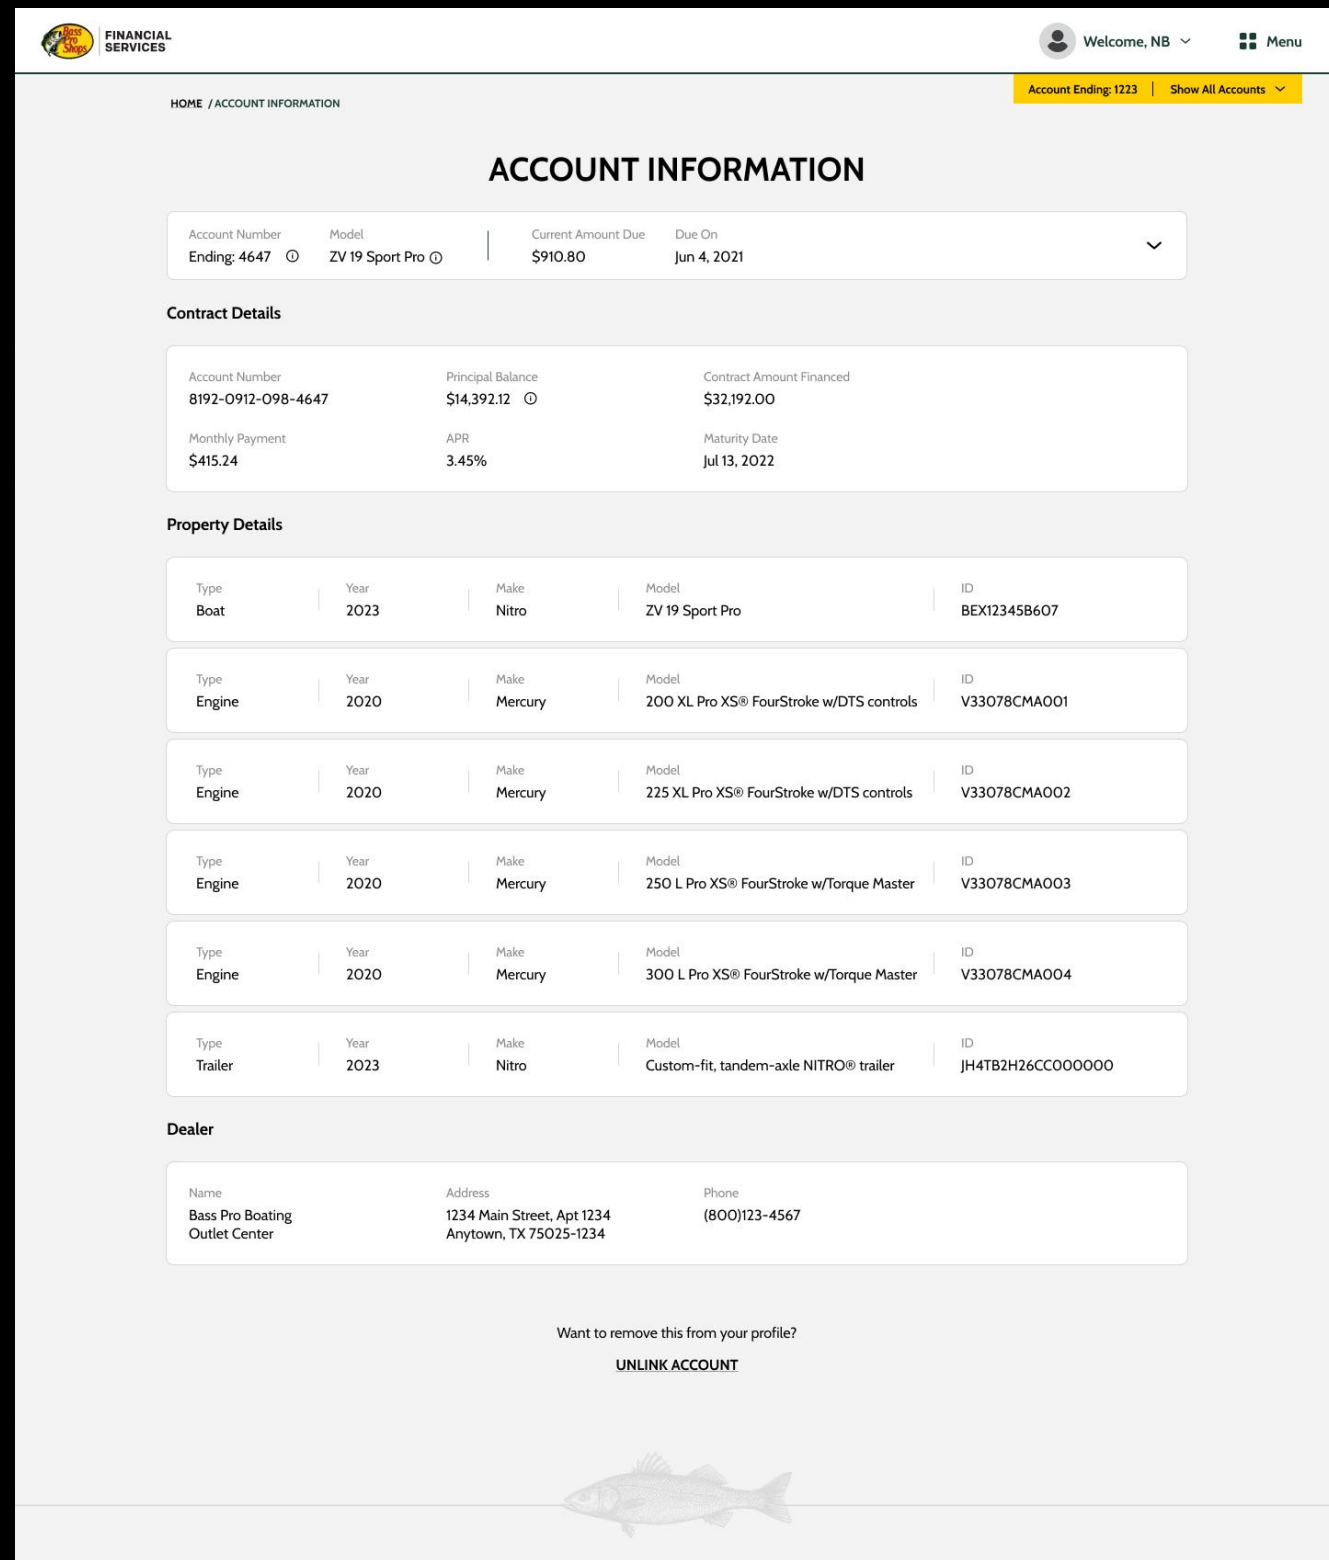 Bass
Pro
Shops
FINANCIAL
SERVICES
Welcome, NB
Menu
Account Ending: 1223 | Show All Accounts
HOME / ACCOUNT INFORMATION
ACCOUNT INFORMATION
Account Number Model Current Amount Due Due On
Ending: 4647 ZV 19 Sport Pro $910.80 Jun 4, 2021
Contract Details
Account Number Principal Balance Contract Amount Financed
8192-0912-098-4647 $14,392.12 $32,192.00
Monthly Payment APR Maturity Date
$415.24 3.45% Jul 13, 2022
Property Details
Type Year Make Model ID
Boat 2023 Nitro ZV 19 Sport Pro BEX12345B607
Type Year Make Model ID
Engine 2020 Mercury 200 XL Pro XS® FourStroke w/DTS controls V33078CMA001
Type Year Make Model ID
Engine 2020 Mercury 225 XL Pro XS® FourStroke w/DTS controls V33078CMA002
Type Year Make Model ID
Engine 2020 Mercury 250 L Pro XS® FourStroke w/Torque Master V33078CMA003
Type Year Make Model ID
Engine 2020 Mercury 300 L Pro XS® FourStroke w/Torque Master V33078CMA004
Type Year Make Model ID
Trailer 2023 Nitro Custom-fit, tandem-axle NITRO® trailer JH4TB2H26CC000000
Dealer
Name Address Phone
Bass Pro Boating 1234 Main Street, Apt 1234 (800)123-4567
Outlet Center Anytown, TX 75025-1234
Want to remove this from your profile?
UNLINK ACCOUNT